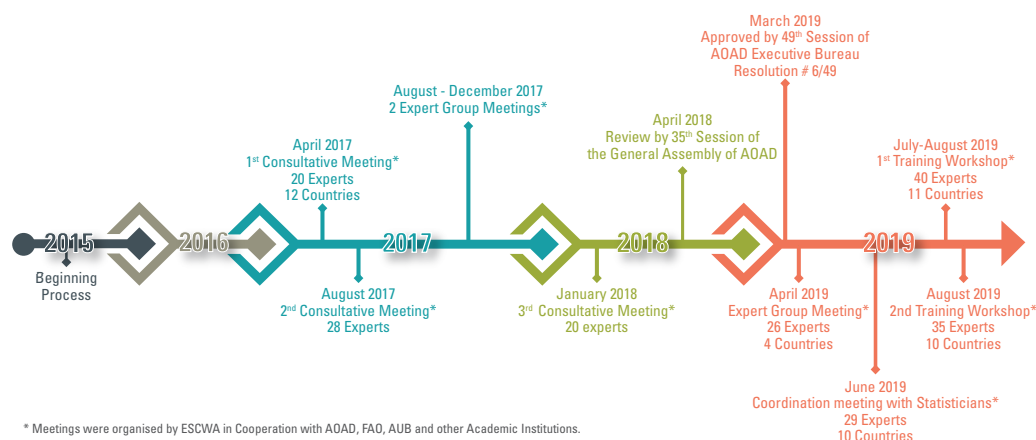 2015
Beginning
Process
2016
April 2017
1st Consultative Meeting*
20 Experts
12 Countries
August 2017
2nd Consultative Meeting*
28 Experts
August - December 2017
2 Expert Group Meetings*
2017
January 2018
3rd Consultative Meeting*
20 experts
April 2018
Review by 35th Session of
the General Assembly of AOAD
2018
March 2019
Approved by 49th Session of
AOAD Executive Bureau
Resolution # 6/49
April 2019
Expert Group Meeting*
26 Experts
4 Countries
2019
June 2019
Coordination meeting with Statisticians*
29 Experts
10 Countries
July-August 2019
1st Training Workshop*
40 Experts
11 Countries
August 2019
2nd Training Workshop*
35 Experts
10 Countries
* Meetings were organised by ESCWA in Cooperation with AOAD, FAO, AUB and other Academic Institutions.